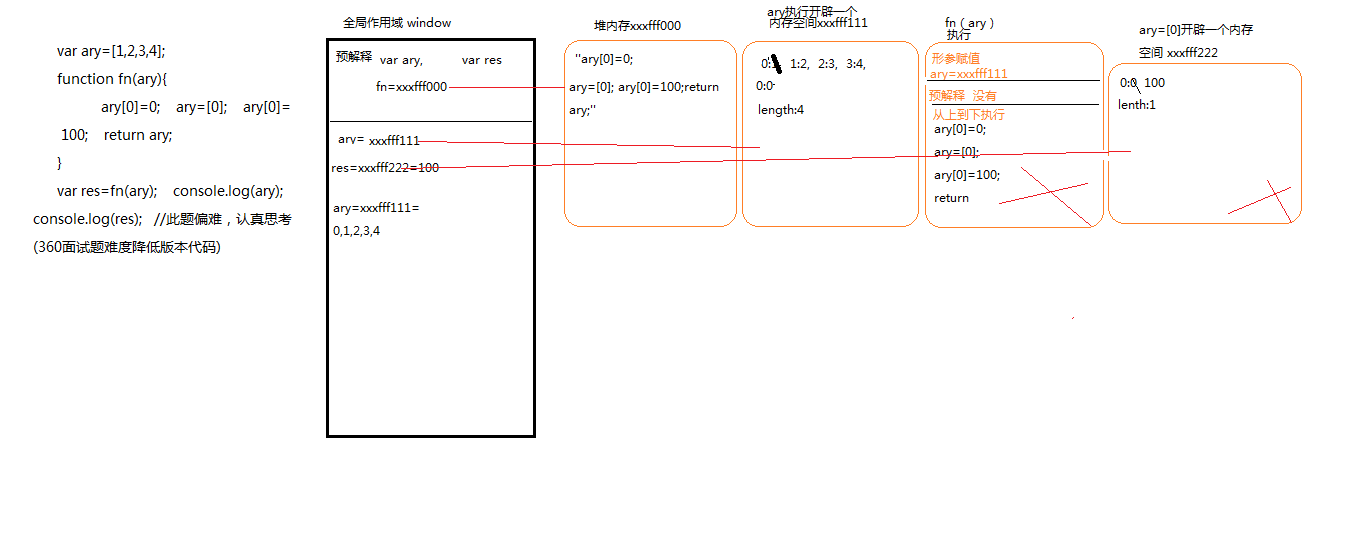 var ary=[1,2,3,4];
function fn(ary){
ary[0]=0; ary=[0]; ary[0]=
100; return ary;
}
var res=fn(ary); console.log(ary);
console.log(res); //此题偏难，认真思考
(360面试题难度降低版本代码)
全局作用域 window
预解释 var ary, var res
fn=xxxfff000
ary= xxxfff111
res=xxxfff222=100
ary=xxxfff111=
0,1,2,3,4
堆内存xxxfff000
"ary[0]=0;
ary=[0]; ary[0]=100;return
ary;"
ary执行开辟一个
内存空间xxxfff111
0:1, 1:2, 2:3, 3:4,
0:0
length:4
fn（ary）
执行
形参赋值
ary=xxxfff111
预解释 没有
从上到下执行
ary[0]=0;
ary=[0];
ary[0]=100;
return
ary=[0]开辟一个内存
空间 xxxfff222
0:0 100
lenth:1